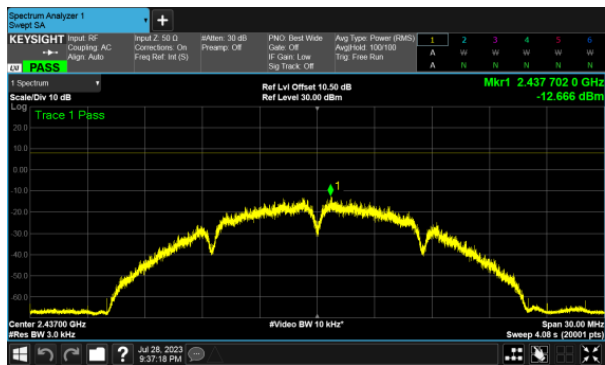 Spectrum Analyzer 1
Swept SA
+
KEYSIGHT Input: RF Input Z: 50 Ω #Atten: 30 dB PNO: Best Wide Avg Type: Power (RMS) 1 2 3 4 5 6
Coupling: AC Corrections: On Preamp: Off Gate: Off Avg|Hold: 100/100 A W W W W W
Align: Auto Freq Ref: Int (S) IF Gain: Low Trig: Free Run
Sig Track: Off A N N N N N
LXI PASS
1 Spectrum
Scale/Div 10 dB
Ref Lvl Offset 10.50 dB
Ref Level 30.00 dBm
Mkr1 2.437 702 0 GHz
-12.666 dBm
Log
Trace 1 Pass
20.0
10.0
0.00
-10.0
1
-20.0
-30.0
-40.0
-50.0
-60.0
Center 2.43700 GHz #Video BW 10 kHz* Span 30.00 MHz
#Res BW 3.0 kHz Sweep 4.08 s (20001 pts)
? Jul 28, 2023
9:37:18 PM